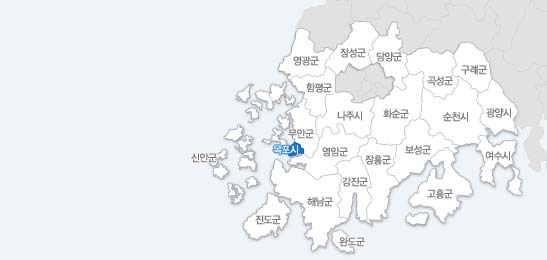 장성군
담양군
영광군
구례군
곡성군
함평군
나주시
화순군
순천시
광양시
무안군
목포시
영암군
장흥군
보성군
여수시
신안군
강진군
고흥군
해남군
진도군
완도군